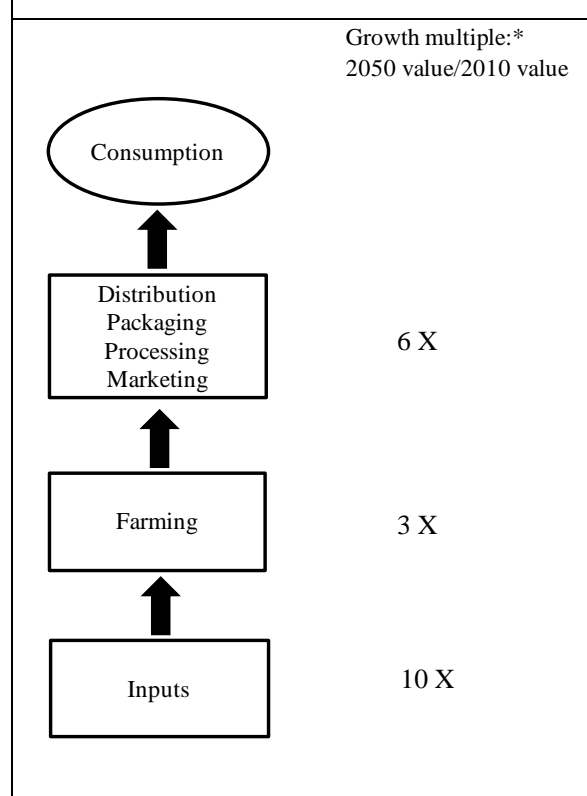 Growth multiple:*
2050 value/2010 value
Consumption
Distribution
Packaging
Processing
Marketing
6 X
Farming
3 X
Inputs
10 X